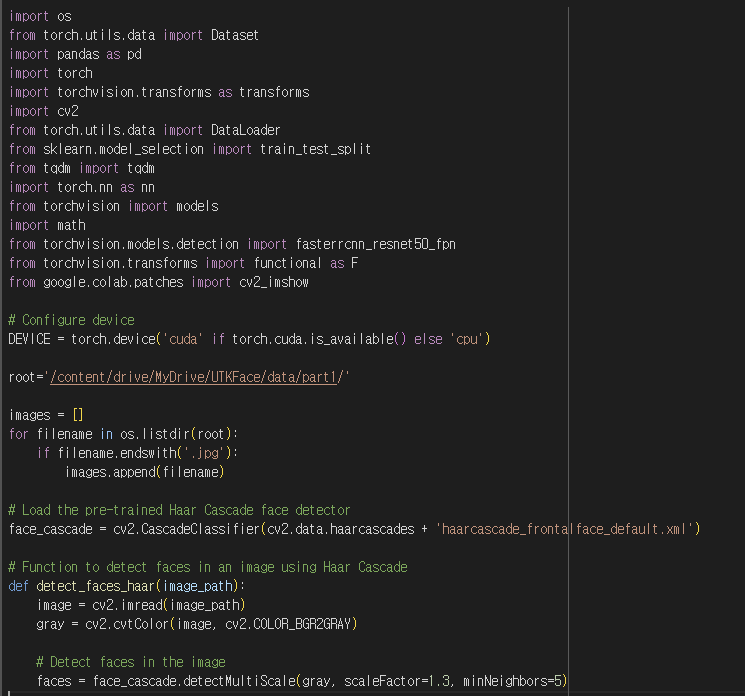 import os
from torch.utils.data import Dataset
import pandas as pd
import torch
import torchvision.transforms as transforms
import cv2
from torch.utils.data import DataLoader
from sklearn.model_selection import train_test_split
from tqdm import tqdm
import torch.nn as nn
from torchvision import models
import math
from torchvision.models.detection import fasterrcnn_resnet50_fpn
from torchvision.transforms import functional as F
from google.colab.patches import cv2_imshow

# Configure device
DEVICE = torch.device('cuda' if torch.cuda.is_available() else 'cpu')

root='/content/drive/MyDrive/UTKFace/data/part1/'

images = []
for filename in os.listdir(root):
    if filename.endswith('.jpg'):
        images.append(filename)

# Load the pre-trained Haar Cascade face detector
face_cascade = cv2.CascadeClassifier(cv2.data.haarcascades + 'haarcascade_frontalface_default.xml')

# Function to detect faces in an image using Haar Cascade
def detect_faces_haar(image_path):
    image = cv2.imread(image_path)
    gray = cv2.cvtColor(image, cv2.COLOR_BGR2GRAY)

    # Detect faces in the image
    faces = face_cascade.detectMultiScale(gray, scaleFactor=1.3, minNeighbors=5)